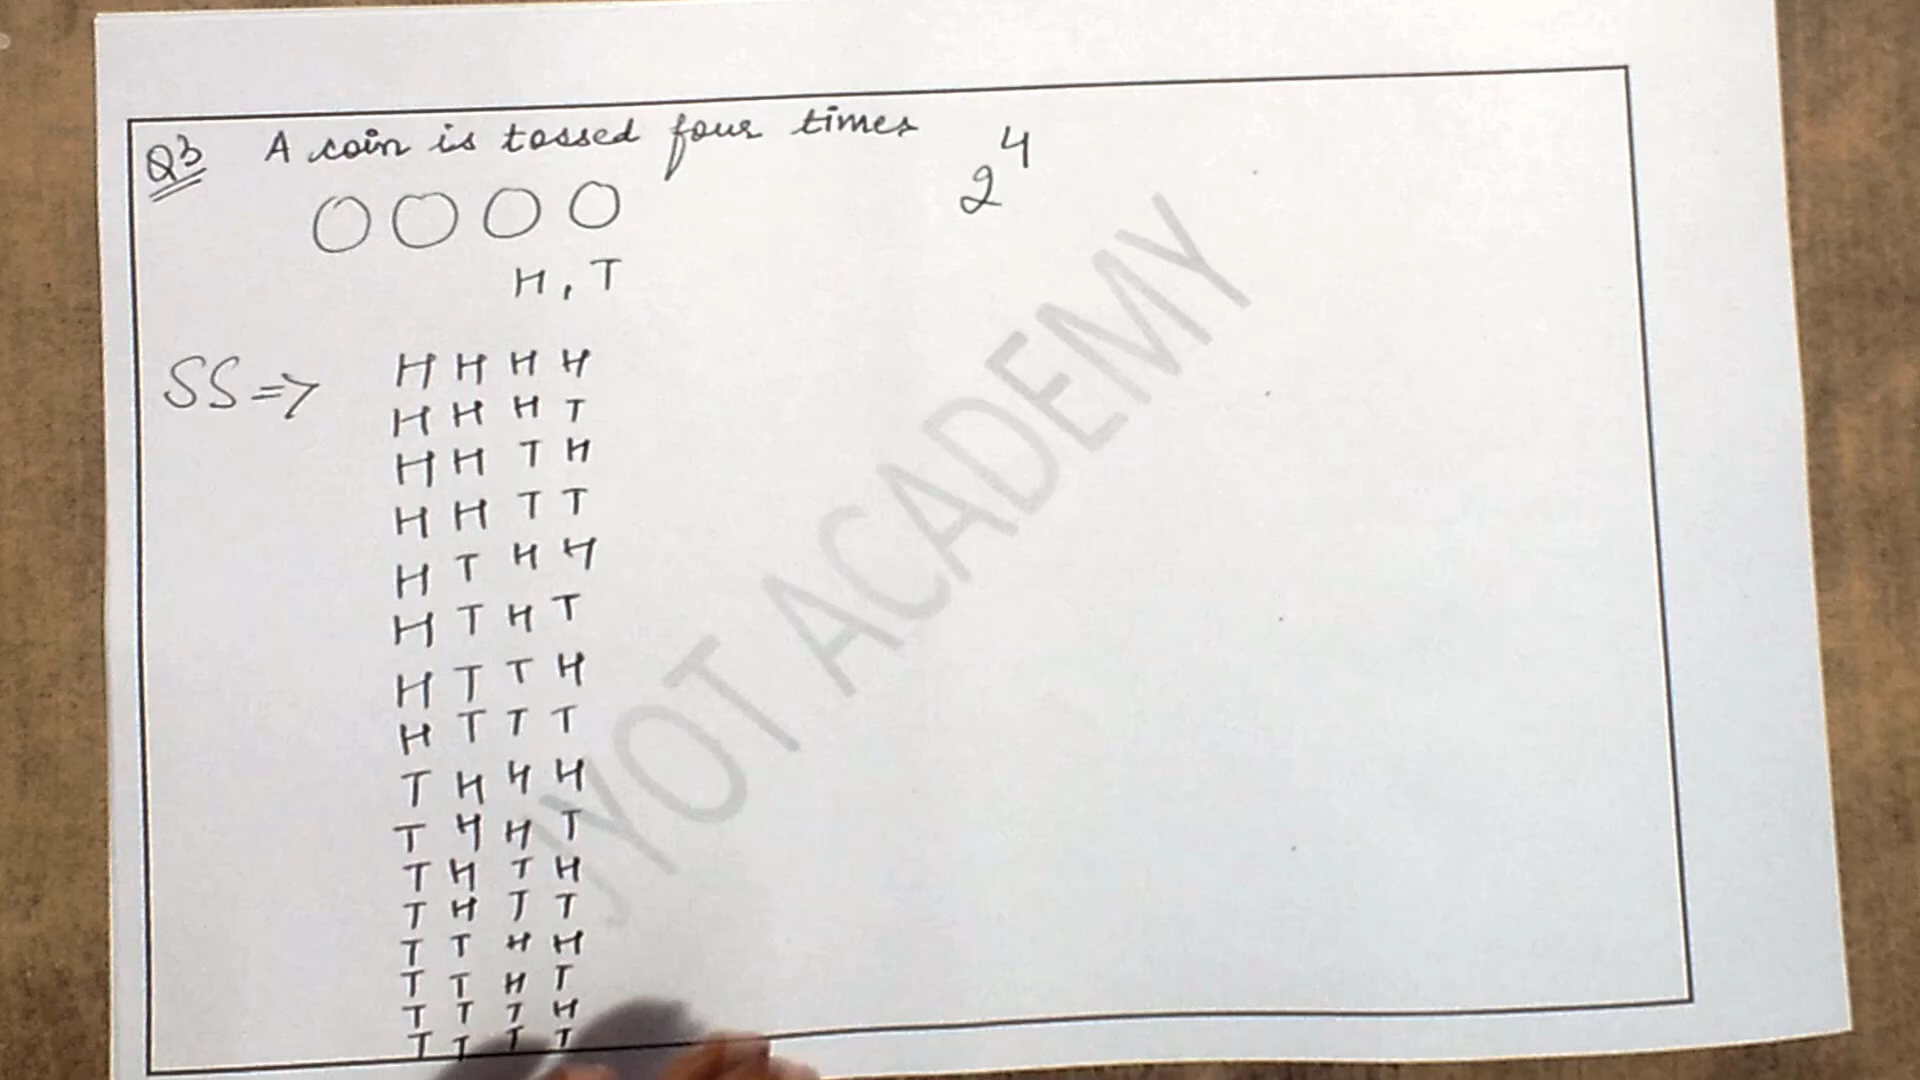 Q3 A coin is tossed four times
2^4
H, T
SS => H H H H
H H H T
H H T H
H H T T
H T H H
H T H T
H T T H
H T T T
T H H H
T H H T
T H T H
T H T T
T T H H
T T H T
T T T H
T T T T
JYOT ACADEMY